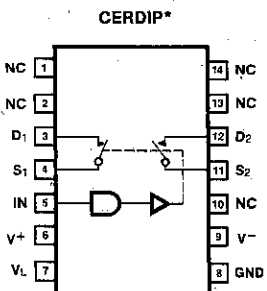 CERDIP*
NC 1 14 NC
NC 2 13 NC
D1 3 12 D2
S1 4 11 S2
IN 5 10 NC
V+ 6 9 V−
VL 7 8 GND